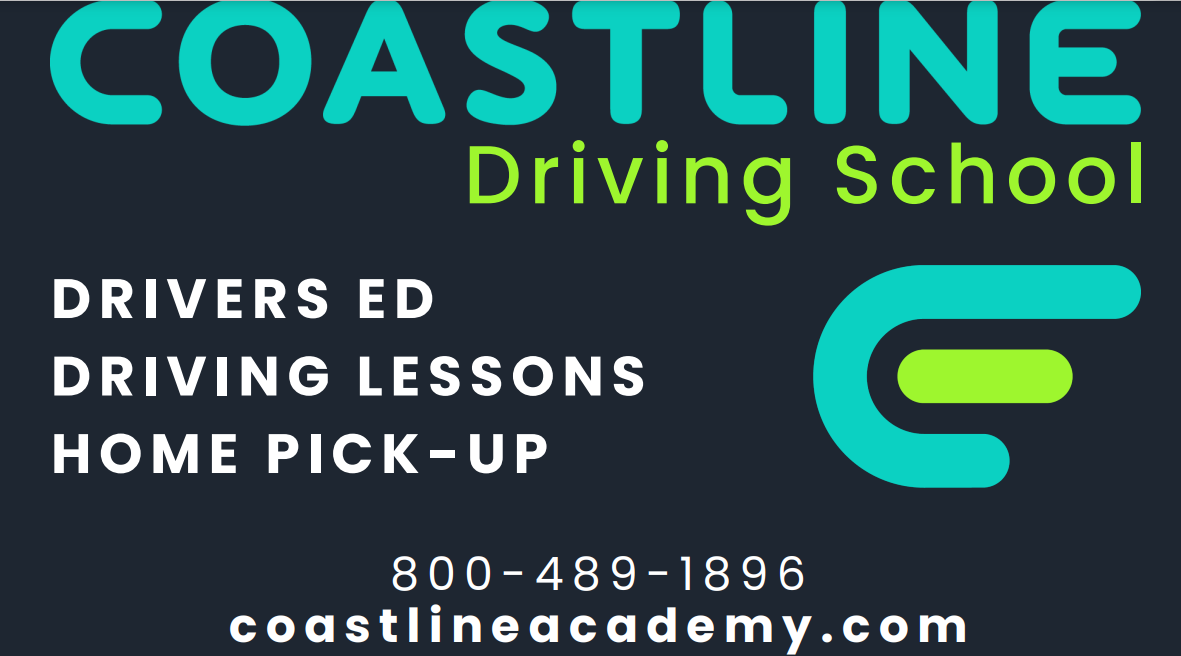 COASTLINE
Driving School
DRIVERS ED
DRIVING LESSONS
HOME PICK-UP
800-489-1896
coastlineacademy.com